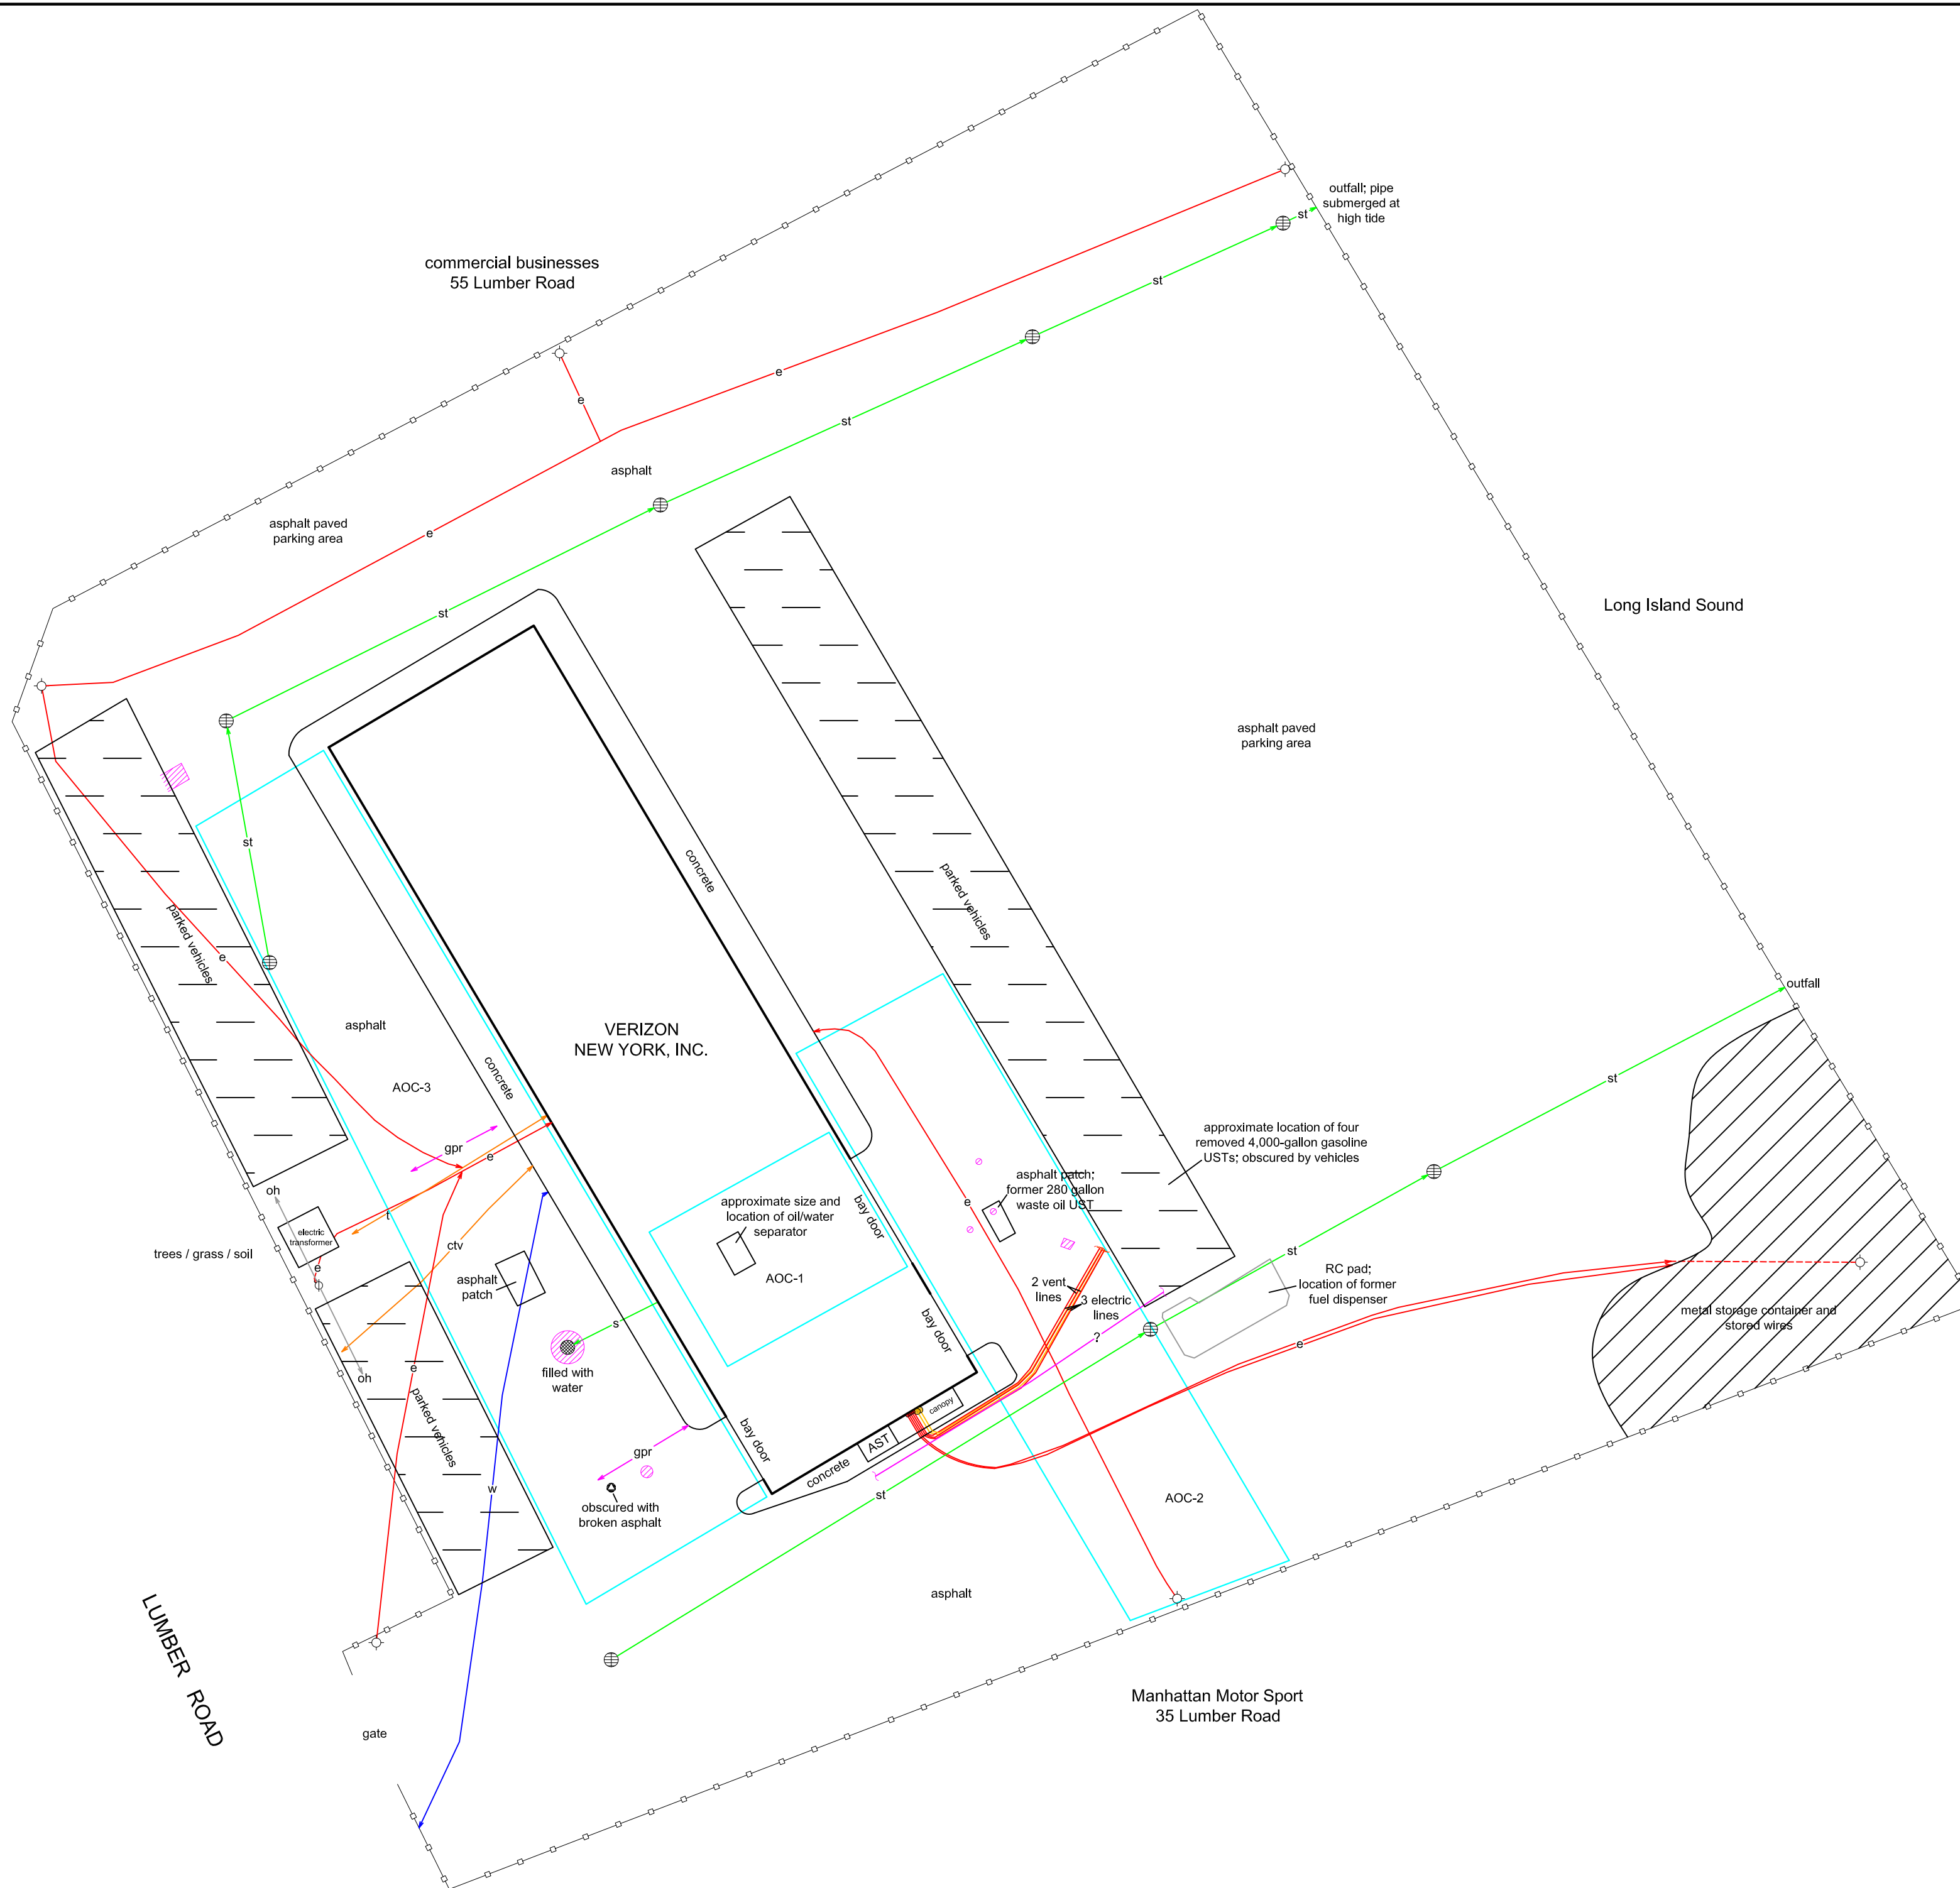 outfall; pipe
submerged at
high tide
st
commercial businesses
55 Lumber Road
st
e
e
st
asphalt
asphalt paved
parking area
e
st
Long Island Sound
asphalt paved
parking area
st
concrete
parked vehicles
parked vehicles
e
outfall
asphalt
VERIZON
NEW YORK, INC.
concrete
AOC-3
st
gpr
e
approximate location of four
removed 4,000-gallon gasoline
USTs; obscured by vehicles
asphalt patch;
former 280 gallon
waste oil UST
oh
approximate size and
location of oil/water
separator
bay door
e
t
electric
transformer
trees / grass / soil
ctv
st
e
asphalt
patch
AOC-1
2 vent
lines
3 electric
lines
RC pad;
location of former
fuel dispenser
metal storage container and
stored wires
s
bay door
?
e
filled with
water
e
oh
parked vehicles
canopy
bay door
AST
gpr
concrete
w
st
AOC-2
obscured with
broken asphalt
asphalt
LUMBER ROAD
Manhattan Motor Sport
35 Lumber Road
gate